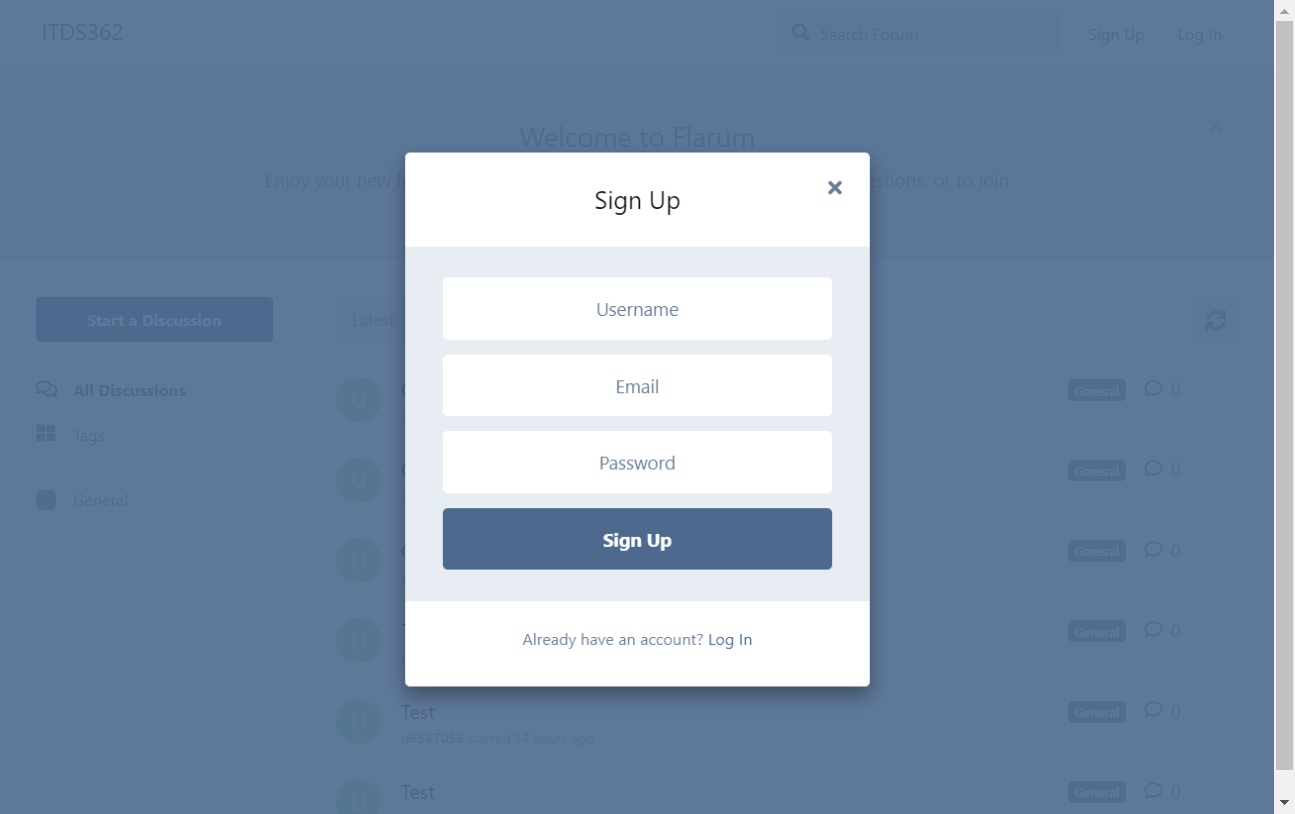 ITDS362
Search Forum
Sign Up
Log In
Welcome to Flarum
Enjoy your new
estions, or to join
Sign Up
Username
Email
Password
Sign Up
Already have an account? Log In
Start a Discussion
Latest
All Discussions
Tags
General
U
General 0
U
General 0
U
General 0
U
General 0
U
Test
u6587056 started 14 hours ago
General 0
U
Test
General 0